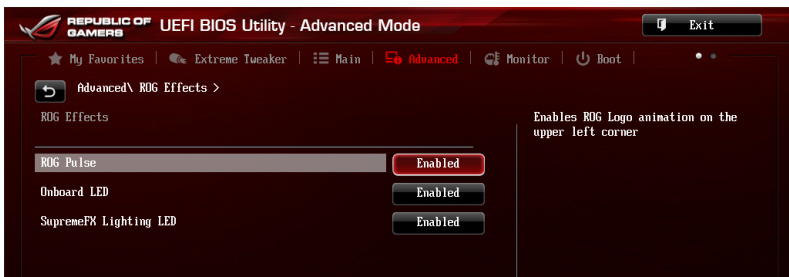 REPUBLIC OF GAMERS UEFI BIOS Utility - Advanced Mode Exit
My Favorites Extreme Tweaker Main Advanced Monitor Boot
Advanced\ ROG Effects >
ROG Effects
Enables ROG Logo animation on the
upper left corner
ROG Pulse Enabled
Onboard LED Enabled
SupremeFX Lighting LED Enabled